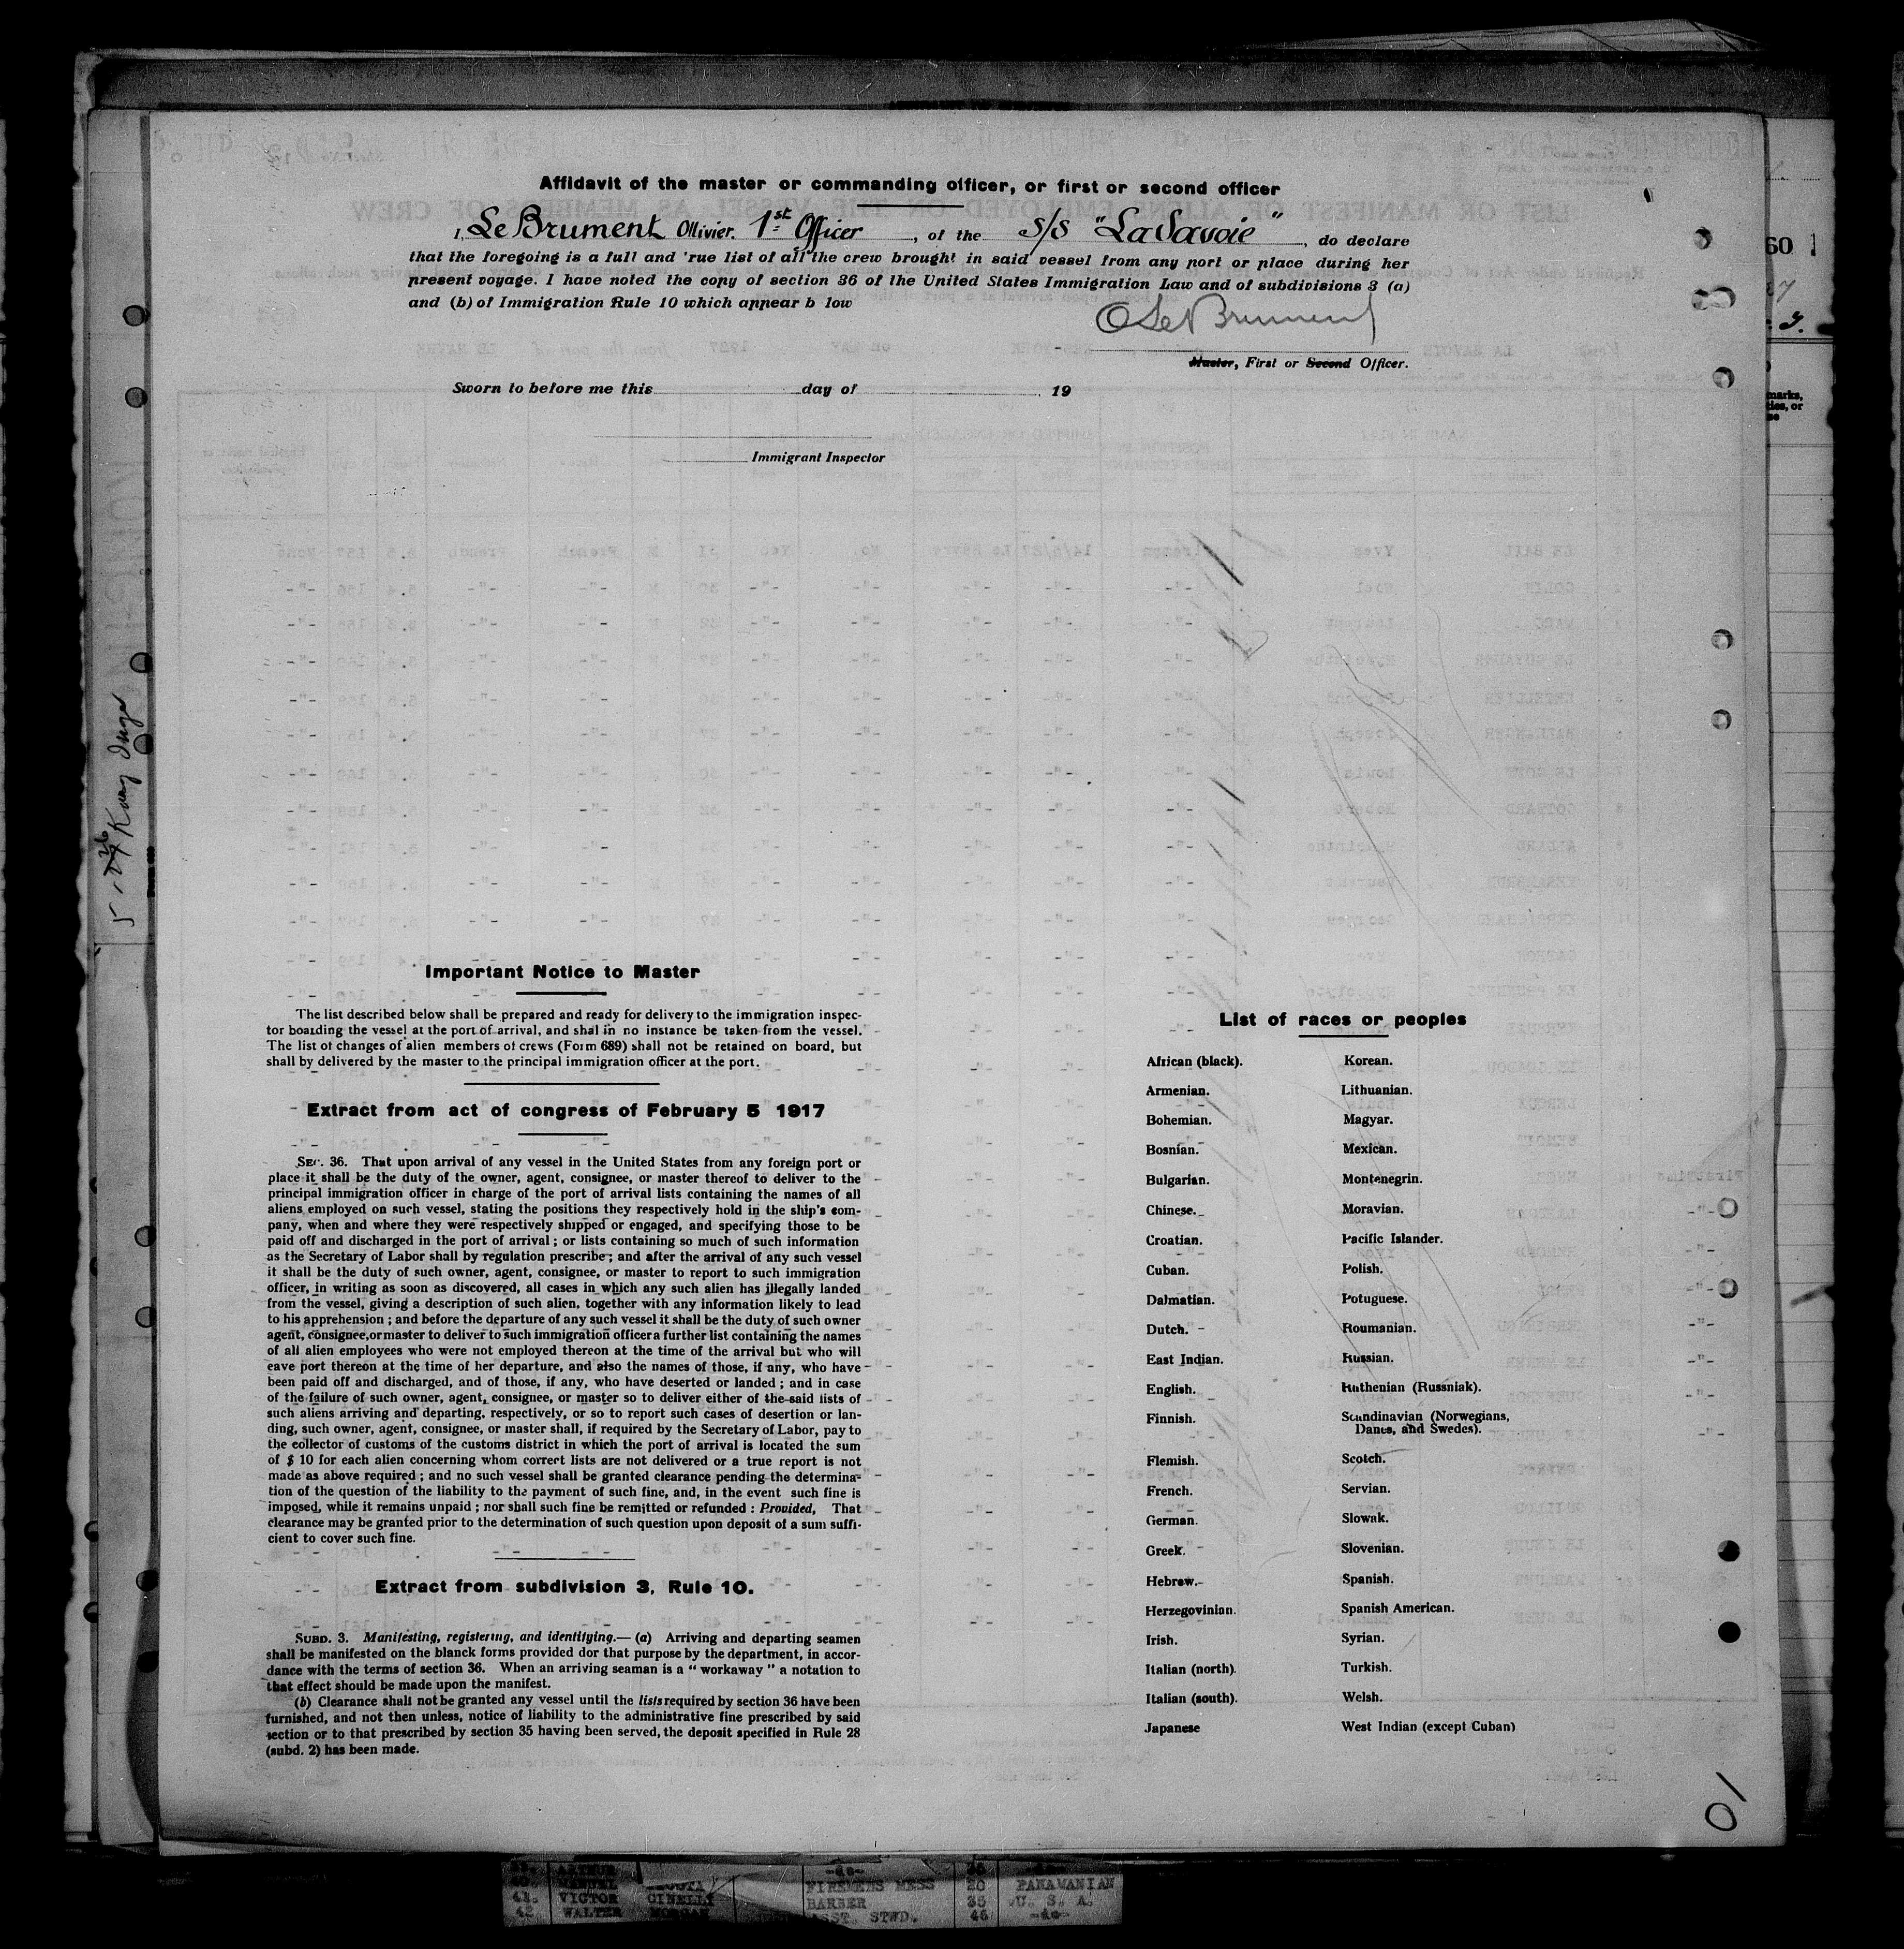 Affidavit of the master or commanding officer, or first or second officer
I, Le Brument Ollivier. 1st Officer, of the s/s "La Savoie", do declare
that the foregoing is a full and 'rue list of all the crew brought in said vessel from any port or place during her
present voyage. I have noted the copy of section 36 of the United States Immigration Law and of subdivisions 3 (a)
and (b) of Immigration Rule 10 which appear b low
O Le Brument
Master, First or Second Officer.
Sworn to before me this day of 19
Immigrant Inspector
Important Notice to Master
The list described below shall be prepared and ready for delivery to the immigration inspec-
tor boarding the vessel at the port of arrival, and shal in no instance be taken from the vessel.
The list of changes of alien members of crews (Form 689) shall not be retained on board, but
shall by delivered by the master to the principal immigration officer at the port.
Extract from act of congress of February 5 1917
SEC. 36. That upon arrival of any vessel in the United States from any foreign port or
place it shall be the duty of the owner, agent, consignee, or master thereof to deliver to the
principal immigration officer in charge of the port of arrival lists containing the names of all
aliens employed on such vessel, stating the positions they respectively hold in the ship's com-
pany, when and where they were respectively shipped or engaged, and specifying those to be
paid off and discharged in the port of arrival ; or lists containing so much of such information
as the Secretary of Labor shall by regulation prescribe ; and after the arrival of any such vessel
it shall be the duty of such owner, agent, consignee, or master to report to such immigration
officer, in writing as soon as discovered, all cases in which any such alien has illegally landed
from the vessel, giving a description of such alien, together with any information likely to lead
to his apprehension ; and before the departure of any such vessel it shall be the duty of such owner
agent, consignee, or master to deliver to such immigration officer a further list containing the names
of all alien employees who were not employed thereon at the time of the arrival but who will
eave port thereon at the time of her departure, and also the names of those, if any, who have
been paid off and discharged, and of those, if any, who have deserted or landed ; and in case
of the failure of such owner, agent, consignee, or master so to deliver either of the said lists of
such aliens arriving and departing, respectively, or so to report such cases of desertion or lan-
ding, such owner, agent, consignee, or master shall, if required by the Secretary of Labor, pay to
the collector of customs of the customs district in which the port of arrival is located the sum
of $ 10 for each alien concerning whom correct lists are not delivered or a true report is not
made as above required ; and no such vessel shall be granted clearance pending the determina-
tion of the question of the liability to the payment of such fine, and, in the event such fine is
imposed, while it remains unpaid ; nor shall such fine be remitted or refunded : Provided, That
clearance may be granted prior to the determination of such question upon deposit of a sum suffi-
cient to cover such fine.
Extract from subdivision 3, Rule 10.
SUBD. 3. Manifesting, registering, and identifying.— (a) Arriving and departing seamen
shall be manifested on the blanck forms provided dor that purpose by the department, in accor-
dance with the terms of section 36. When an arriving seaman is a " workaway " a notation to
that effect should be made upon the manifest.
(b) Clearance shall not be granted any vessel until the lists required by section 36 have been
furnished, and not then unless, notice of liability to the administrative fine prescribed by said
section or to that prescribed by section 35 having been served, the deposit specified in Rule 28
(subd. 2) has been made.
List of races or peoples
African (black).
Armenian.
Bohemian.
Bosnian.
Bulgarian.
Chinese.
Croatian.
Cuban.
Dalmatian.
Dutch.
East Indian.
English.
Finnish.
Flemish.
French.
German.
Greek.
Hebrew.
Herzegovinian.
Irish.
Italian (north).
Italian (south).
Japanese
Korean.
Lithuanian.
Magyar.
Mexican.
Montenegrin.
Moravian.
Pacific Islander.
Polish.
Potuguese.
Roumanian.
Russian.
Ruthenian (Russniak).
Scandinavian (Norwegians,
Danes, and Swedes).
Scotch.
Servian.
Slowak.
Slovenian.
Spanish.
Spanish American.
Syrian.
Turkish.
Welsh.
West Indian (except Cuban)
10
FIREMENS MESS 20 PANAMANIAN
41. VICTOR CINELLI BARBER 35 U. S. A.
42 WALTER MORGAN ASST. STWD. 46 -do-